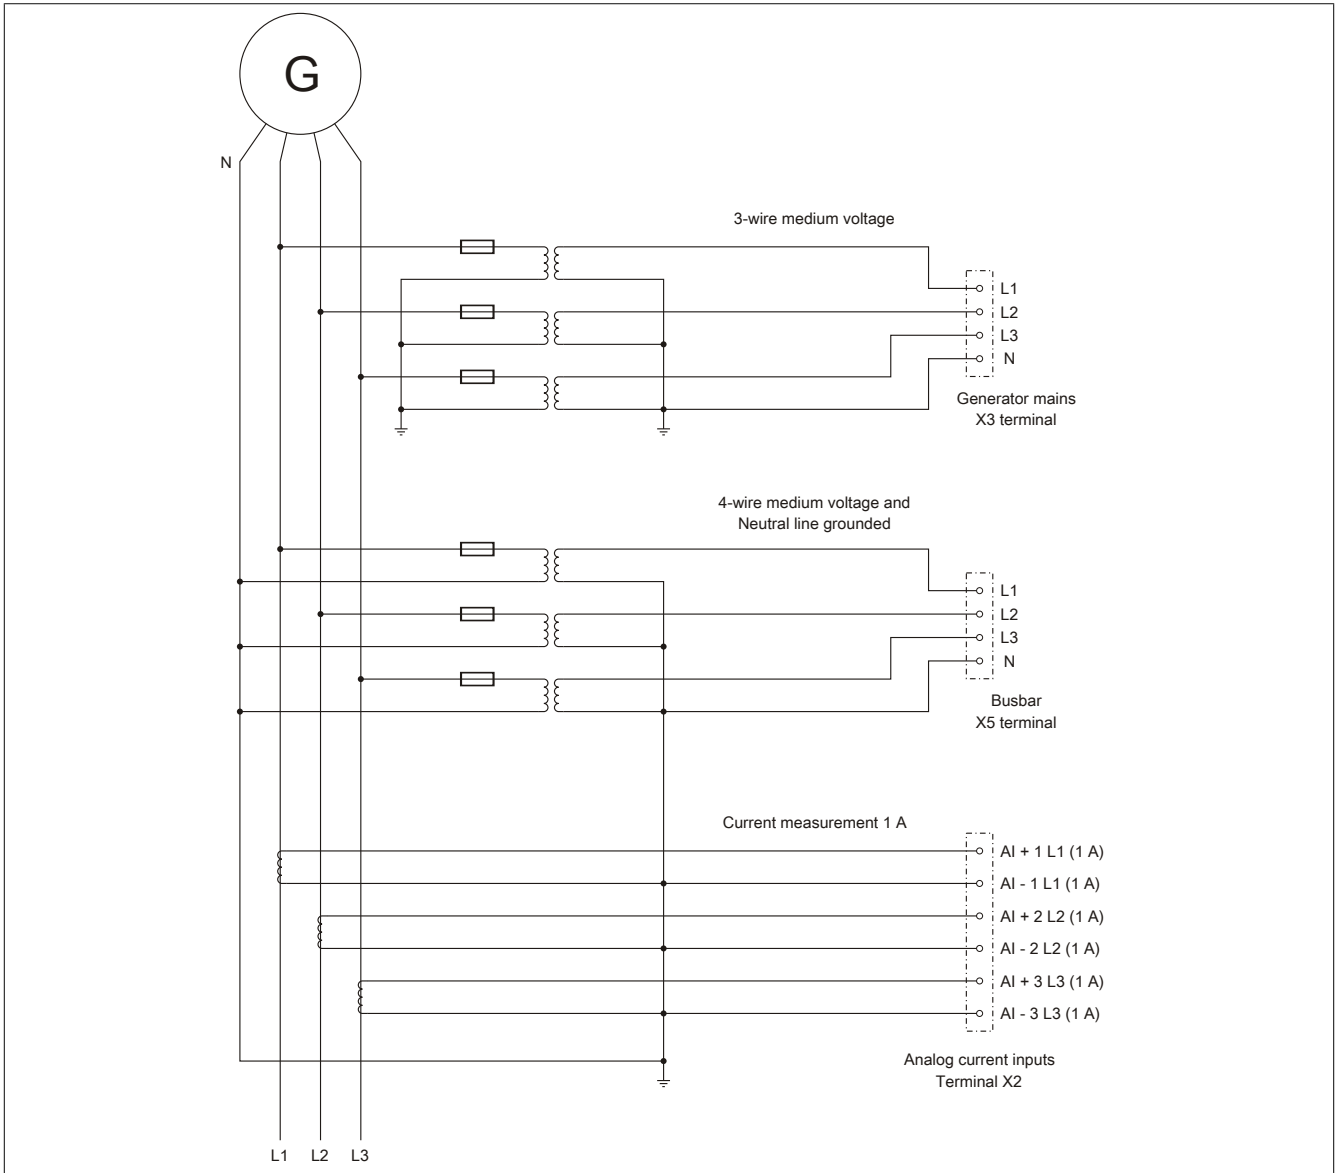 G
N
3-wire medium voltage
L1
L2
L3
N
Generator mains
X3 terminal
4-wire medium voltage and
Neutral line grounded
L1
L2
L3
N
Busbar
X5 terminal
Current measurement 1 A
AI + 1 L1 (1 A)
AI - 1 L1 (1 A)
AI + 2 L2 (1 A)
AI - 2 L2 (1 A)
AI + 3 L3 (1 A)
AI - 3 L3 (1 A)
Analog current inputs
Terminal X2
L1 L2 L3